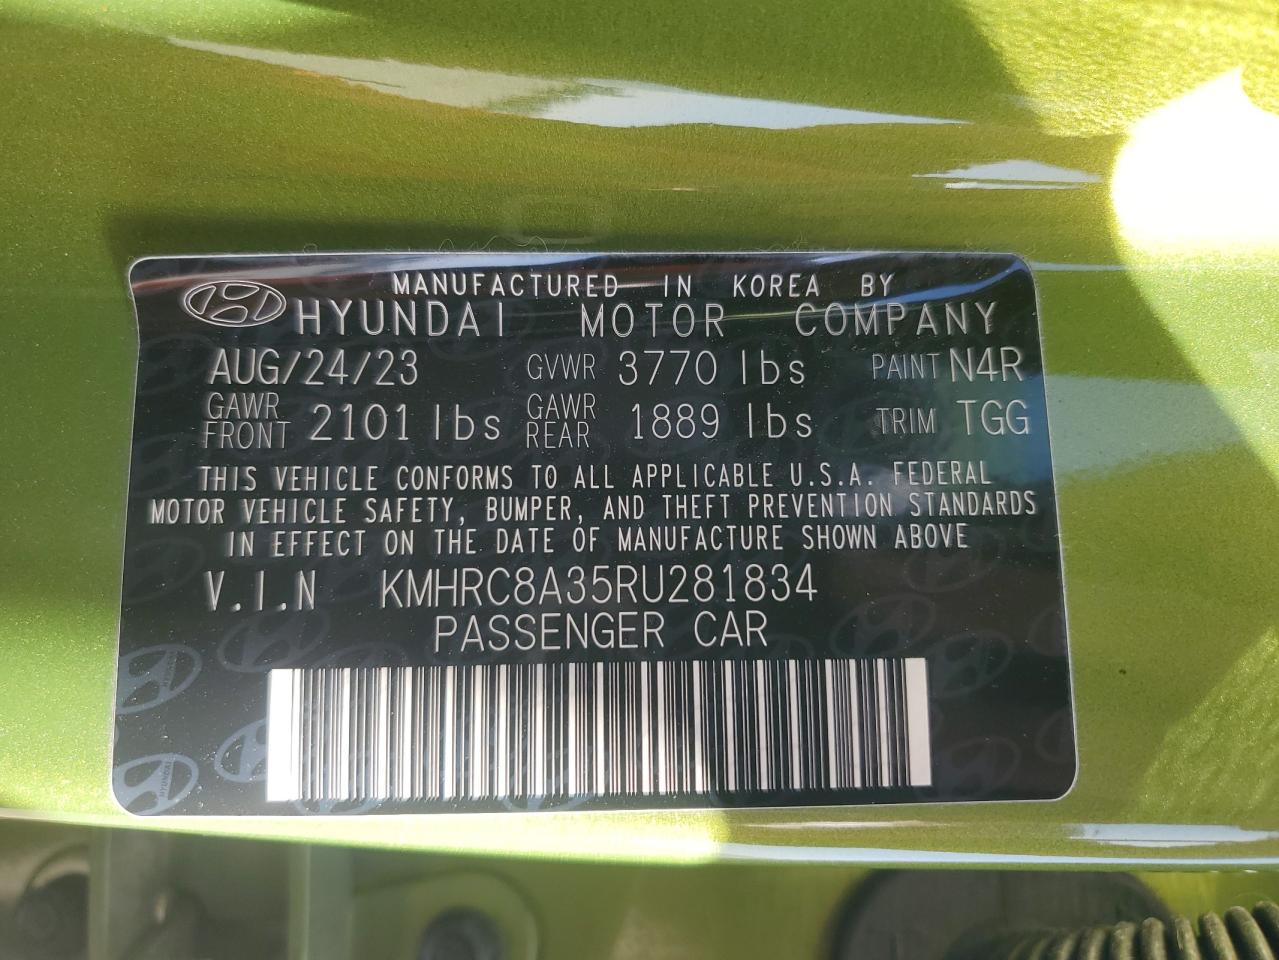 MANUFACTURED IN KOREA BY
HYUNDAI MOTOR COMPANY
AUG/24/23 GVWR 3770 lbs PAINT N4R
GAWR FRONT 2101 lbs GAWR REAR 1889 lbs TRIM TGG
THIS VEHICLE CONFORMS TO ALL APPLICABLE U.S.A. FEDERAL
MOTOR VEHICLE SAFETY, BUMPER, AND THEFT PREVENTION STANDARDS
IN EFFECT ON THE DATE OF MANUFACTURE SHOWN ABOVE
V.I.N KMHRC8A35RU281834
PASSENGER CAR
HYUNDAI
HYUNDAI